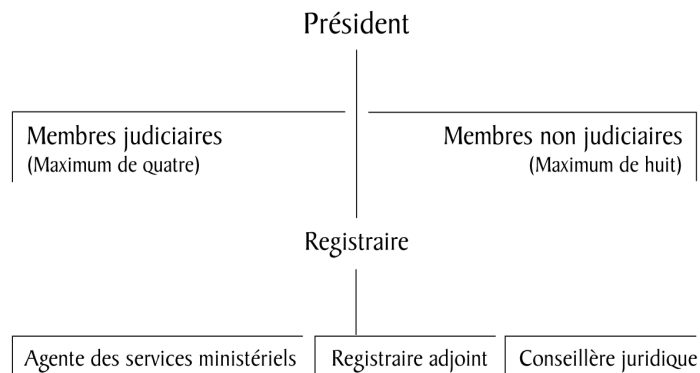 Président
Membres judiciaires
(Maximum de quatre)
Membres non judiciaires
(Maximum de huit)
Registraire
Agente des services ministériels
Registraire adjoint
Conseillère juridique